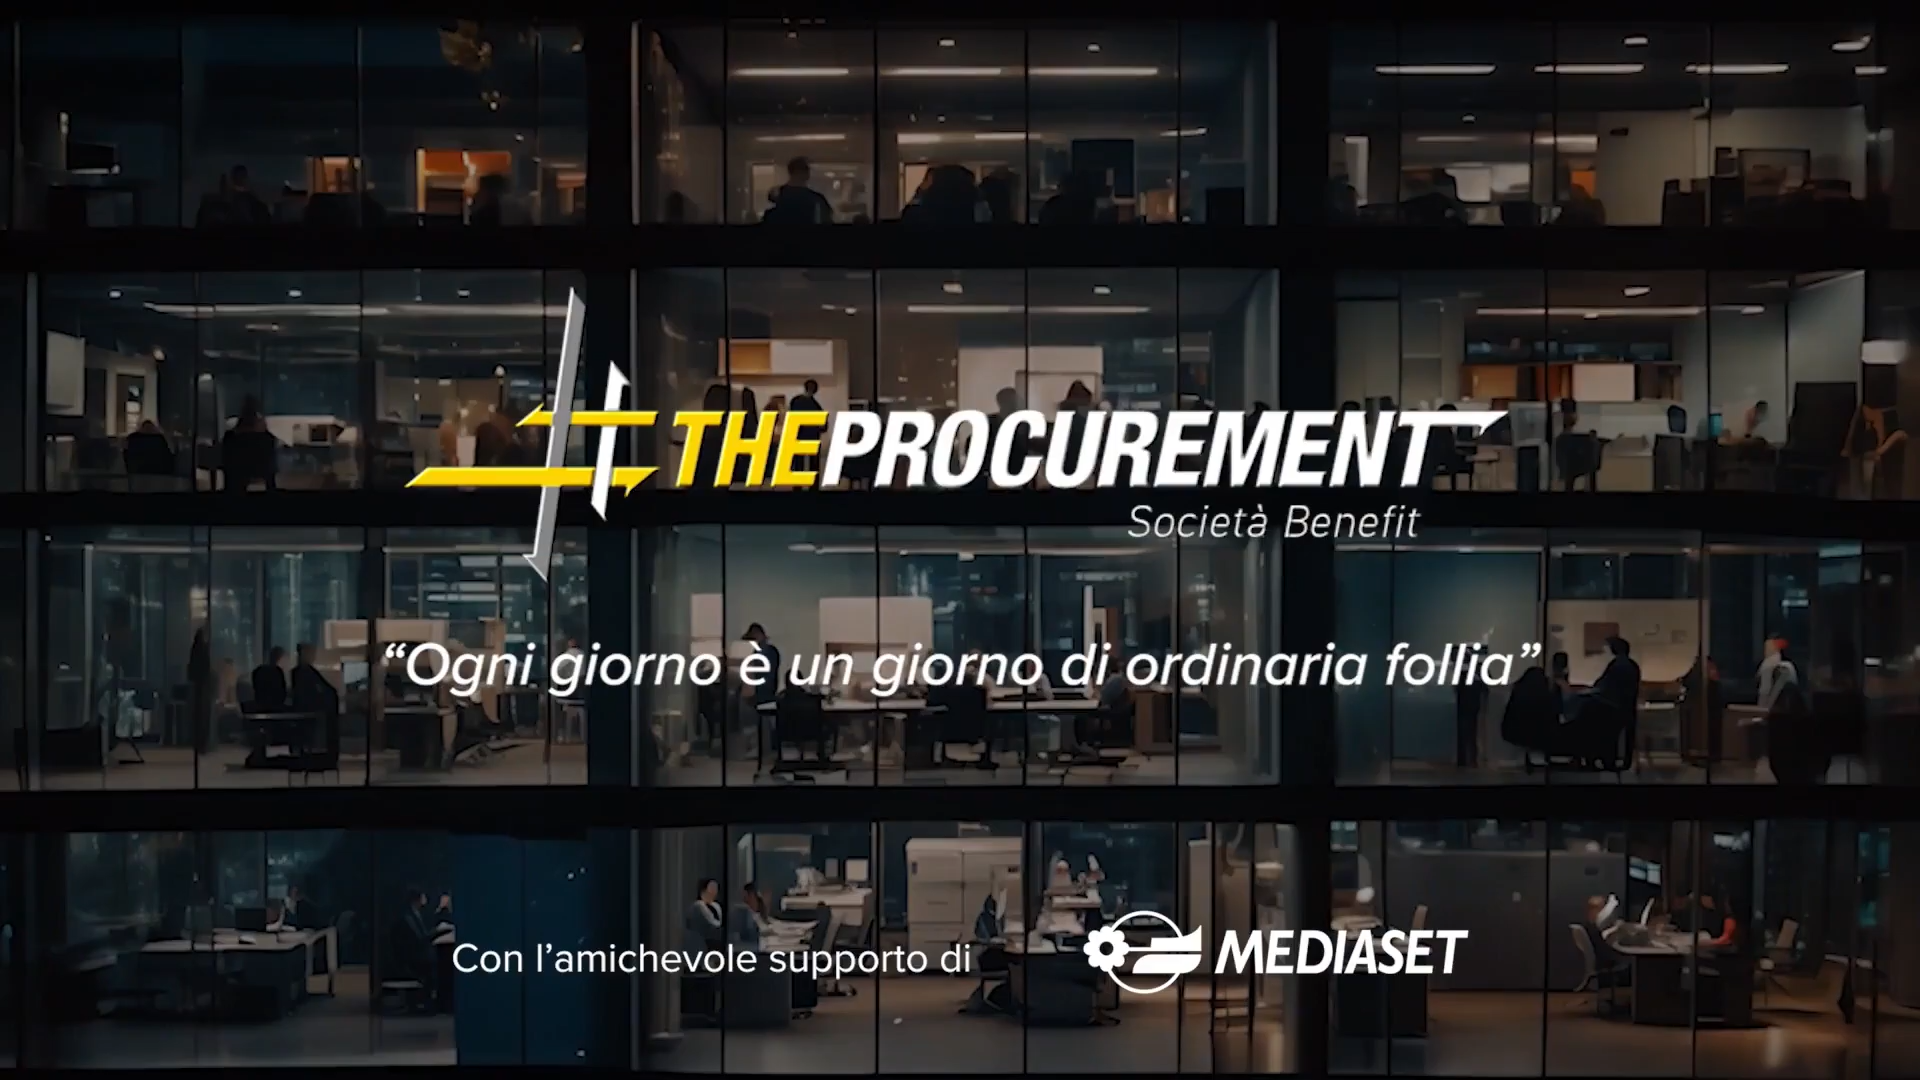 THEPROCUREMENT
Società Benefit
“Ogni giorno è un giorno di ordinaria follia”
Con l’amichevole supporto di MEDIASET